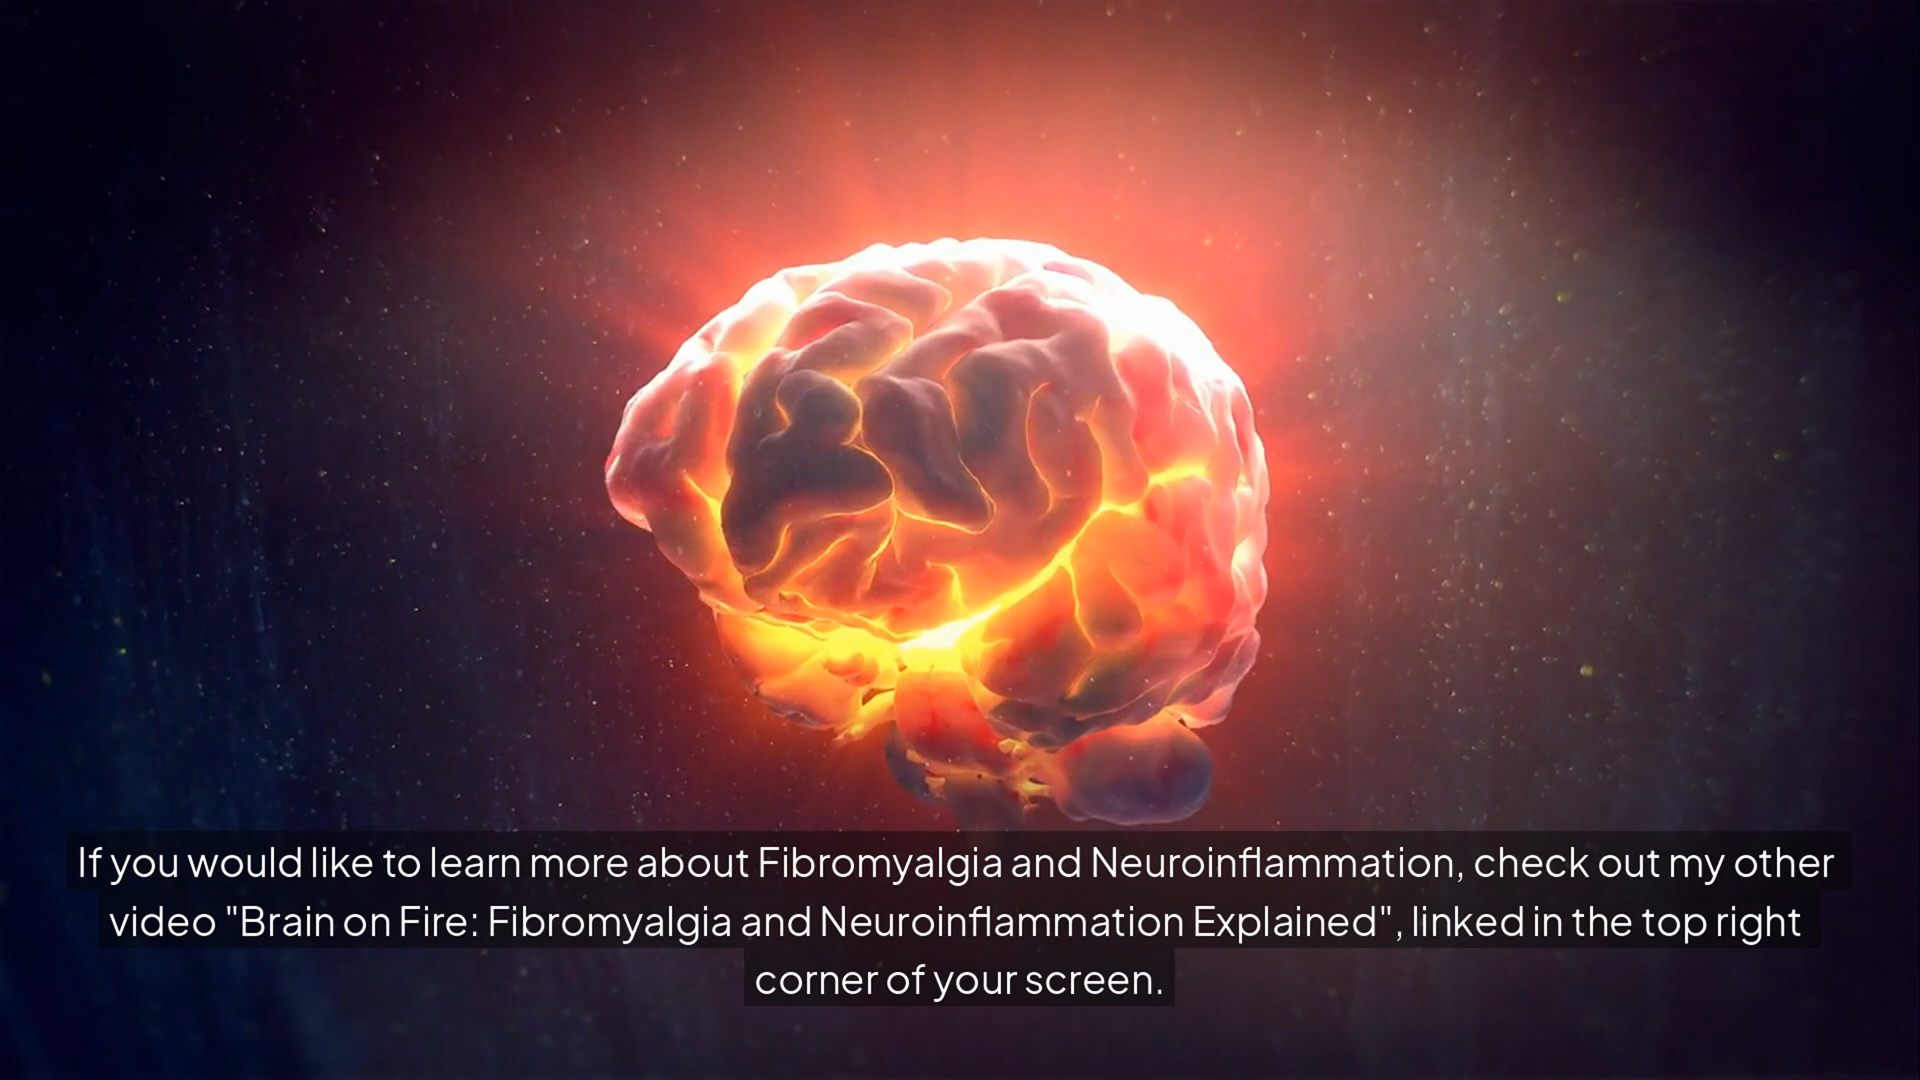 If you would like to learn more about Fibromyalgia and Neuroinflammation, check out my other
video "Brain on Fire: Fibromyalgia and Neuroinflammation Explained", linked in the top right
corner of your screen.